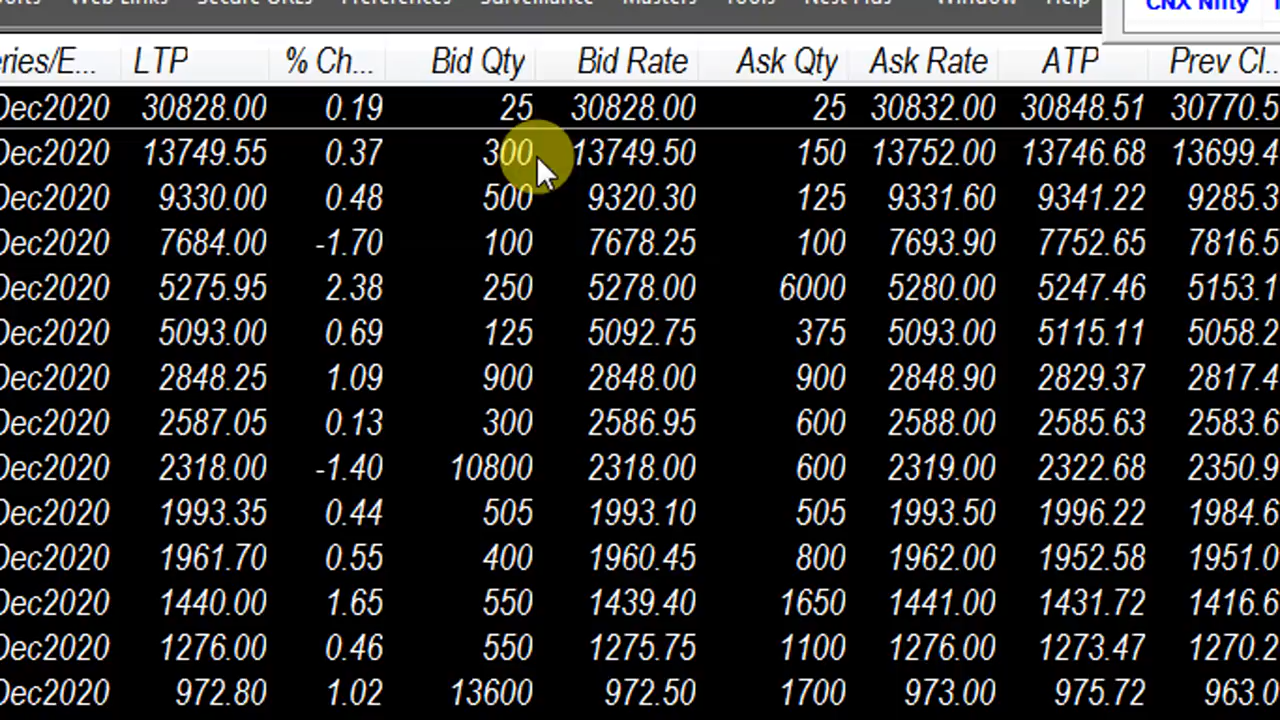 Web Links Secure URLs Preferences Surveillance Masters Tools Nest Plus Window Help
CNX Nifty
LTP % Ch... Bid Qty Bid Rate Ask Qty Ask Rate ATP Prev Cl..
Dec2020 30828.00 0.19 25 30828.00 25 30832.00 30848.51 30770.5
Dec2020 13749.55 0.37 300 13749.50 150 13752.00 13746.68 13699.4
Dec2020 9330.00 0.48 500 9320.30 125 9331.60 9341.22 9285.3
Dec2020 7684.00 -1.70 100 7678.25 100 7693.90 7752.65 7816.5
Dec2020 5275.95 2.38 250 5278.00 6000 5280.00 5247.46 5153.1
Dec2020 5093.00 0.69 125 5092.75 375 5093.00 5115.11 5058.2
Dec2020 2848.25 1.09 900 2848.00 900 2848.90 2829.37 2817.4
Dec2020 2587.05 0.13 300 2586.95 600 2588.00 2585.63 2583.6
Dec2020 2318.00 -1.40 10800 2318.00 600 2319.00 2322.68 2350.9
Dec2020 1993.35 0.44 505 1993.10 505 1993.50 1996.22 1984.6
Dec2020 1961.70 0.55 400 1960.45 800 1962.00 1952.58 1951.0
Dec2020 1440.00 1.65 550 1439.40 1650 1441.00 1431.72 1416.6
Dec2020 1276.00 0.46 550 1275.75 1100 1276.00 1273.47 1270.2
Dec2020 972.80 1.02 13600 972.50 1700 973.00 975.72 963.0